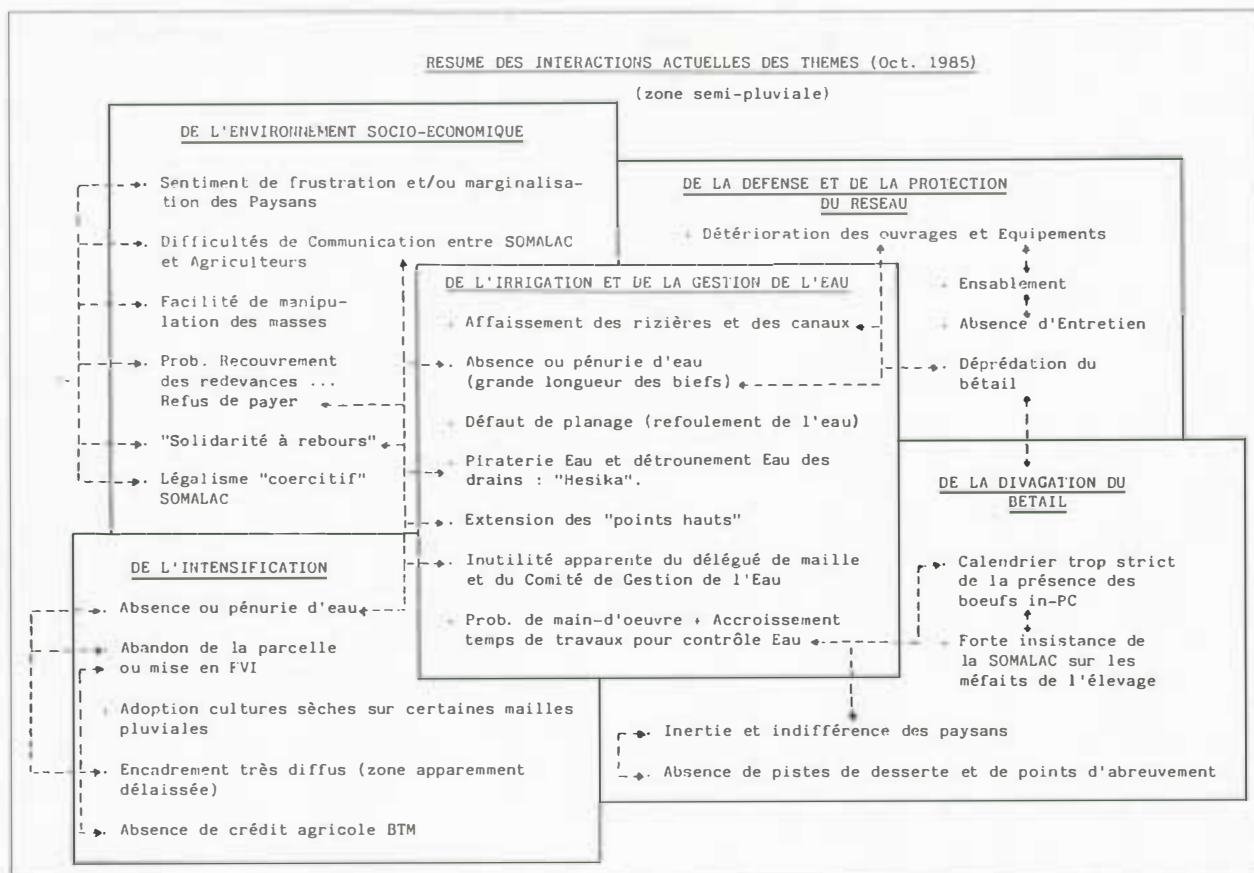 RESUME DES INTERACTIONS ACTUELLES DES THEMES (Oct. 1985)
(zone semi-pluviale)
DE L'ENVIRONNEMENT SOCIO-ECONOMIQUE
Sentiment de frustration et/ou marginalisa-
tion des Paysans
Difficultés de Communication entre SOMALAC
et Agriculteurs
Facilité de manipu-
lation des masses
Prob. Recouvrement
des redevances ...
Refus de payer
"Solidarité à rebours"
Légalisme "coercitif"
SOMALAC
DE LA DEFENSE ET DE LA PROTECTION
DU RESEAU
Détérioration des ouvrages et Equipements
Ensablement
Absence d'Entretien
Déprédation du
bétail
DE L'IRRIGATION ET DE LA GESTION DE L'EAU
Affaissement des rizières et des canaux
Absence ou pénurie d'eau
(grande longueur des biefs)
Défaut de planage (refoulement de l'eau)
Piraterie Eau et détrounement Eau des
drains : "Hesika".
Extension des "points hauts"
Inutilité apparente du délégué de maille
et du Comité de Gestion de l'Eau
Prob. de main-d'oeuvre + Accroissement
temps de travaux pour contrôle Eau
DE LA DIVAGATION DU
BETAIL
Calendrier trop strict
de la présence des
boeufs in-PC
Forte insistance de
la SOMALAC sur les
méfaits de l'élevage
Inertie et indifférence des paysans
Absence de pistes de desserte et de points d'abreuvement
DE L'INTENSIFICATION
Absence ou pénurie d'eau
Abandon de la parcelle
ou mise en FVI
Adoption cultures sèches sur certaines mailles
pluviales
Encadrement très diffus (zone apparemment
délaissée)
Absence de crédit agricole BTM